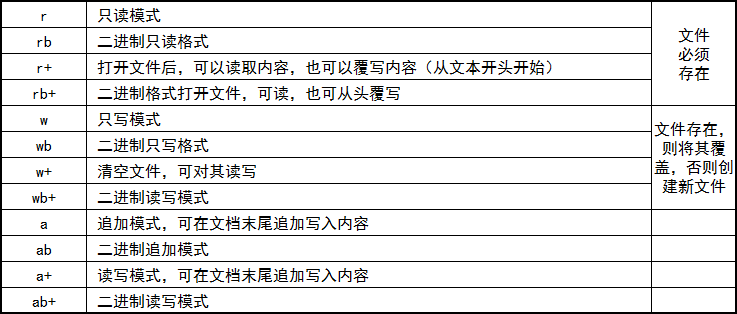 r 只读模式
rb 二进制只读格式
r+ 打开文件后，可以读取内容，也可以覆写内容（从文本开头开始）
rb+ 二进制格式打开文件，可读，也可从头覆写
文件
必须
存在
w 只写模式
wb 二进制只写格式
w+ 清空文件，可对其读写
wb+ 二进制读写模式
文件存在，
则将其覆
盖，否则创
建新文件
a 追加模式，可在文档末尾追加写入内容
ab 二进制追加模式
a+ 读写模式，可在文档末尾追加写入内容
ab+ 二进制读写模式